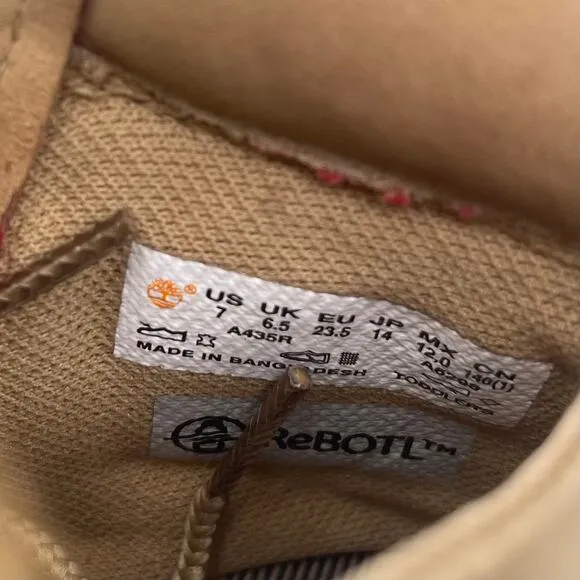 US UK EU JP MX CN
7 6.5 23.5 14 12.0 140(1)
A435R
MADE IN BANGLADESH TODDLERS
ReBOTL™